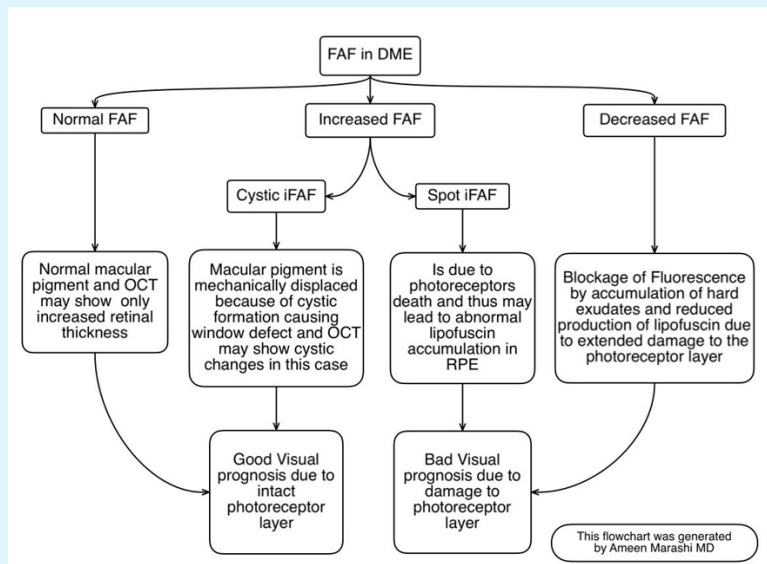 FAF in DME
Normal FAF
Increased FAF
Decreased FAF
Cystic iFAF
Spot iFAF
Normal macular
pigment and OCT
may show only
increased retinal
thickness
Macular pigment is
mechanically displaced
because of cystic
formation causing
window defect and OCT
may show cystic
changes in this case
Is due to
photoreceptors
death and thus may
lead to abnormal
lipofuscin
accumulation in
RPE
Blockage of Fluorescence
by accumulation of hard
exudates and reduced
production of lipofuscin due
to extended damage to the
photoreceptor layer
Good Visual
prognosis due to
intact
photoreceptor
layer
Bad Visual
prognosis due to
damage to
photoreceptor
layer
This flowchart was generated
by Ameen Marashi MD